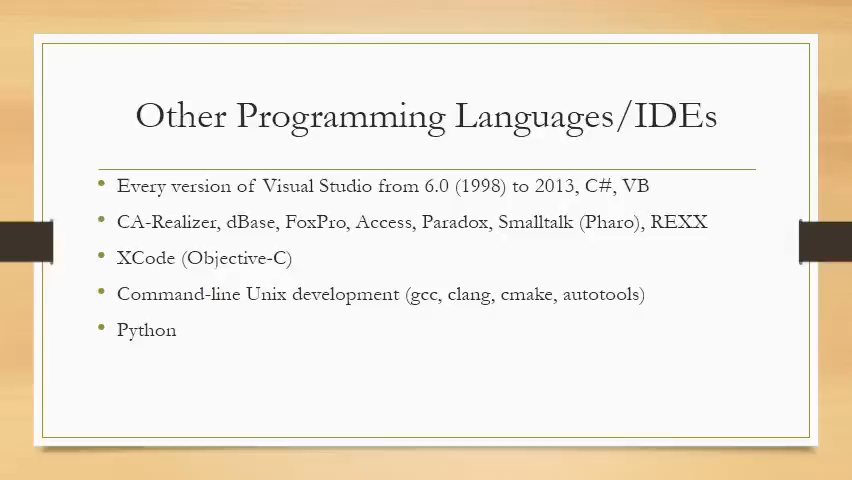 Other Programming Languages/IDEs
• Every version of Visual Studio from 6.0 (1998) to 2013, C#, VB
• CA-Realizer, dBase, FoxPro, Access, Paradox, Smalltalk (Pharo), REXX
• XCode (Objective-C)
• Command-line Unix development (gcc, clang, cmake, autotools)
• Python